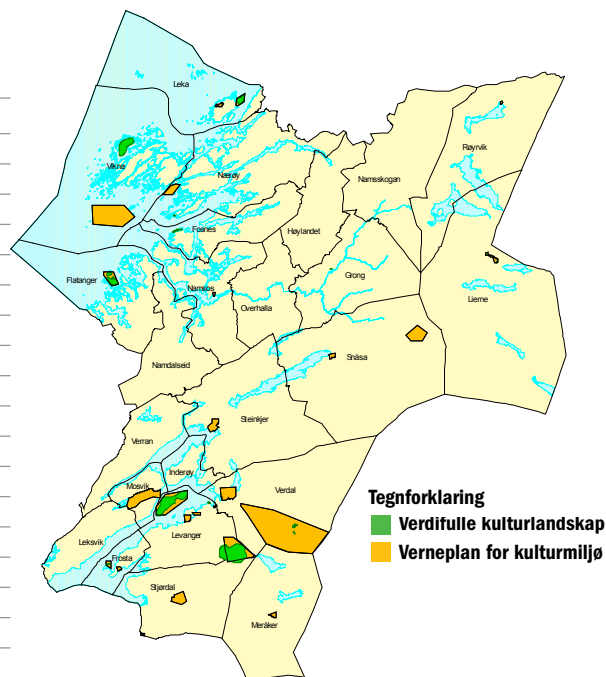 Leka
Røyrvik
Vikna
Nærøy
Namsskogan
Fosnes
Høylandet
Flatanger
Grong
Namsos
Lierne
Overhalla
Snåsa
Namdalseid
Steinkjer
Verran
Inderøy
Mosvik
Verdal
Levanger
Leksvik
Frosta
Stjørdal
Meråker
Tegnforklaring
Verdifulle kulturlandskap
Verneplan for kulturmiljø